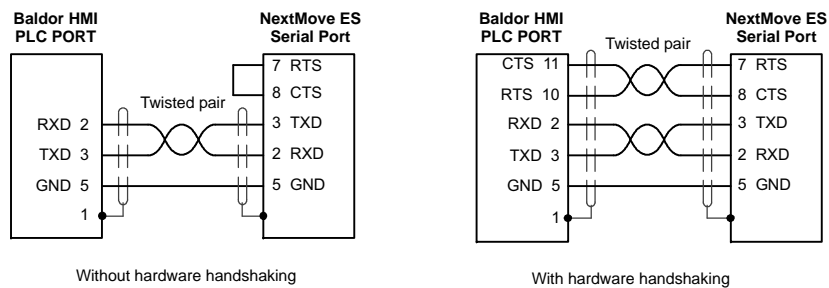 Baldor HMI
PLC PORT
NextMove ES
Serial Port
7 RTS
8 CTS
Twisted pair
RXD 2
3 TXD
TXD 3
2 RXD
GND 5
5 GND
1
Without hardware handshaking
Baldor HMI
PLC PORT
NextMove ES
Serial Port
Twisted pair
CTS 11
7 RTS
RTS 10
8 CTS
RXD 2
3 TXD
TXD 3
2 RXD
GND 5
5 GND
1
With hardware handshaking